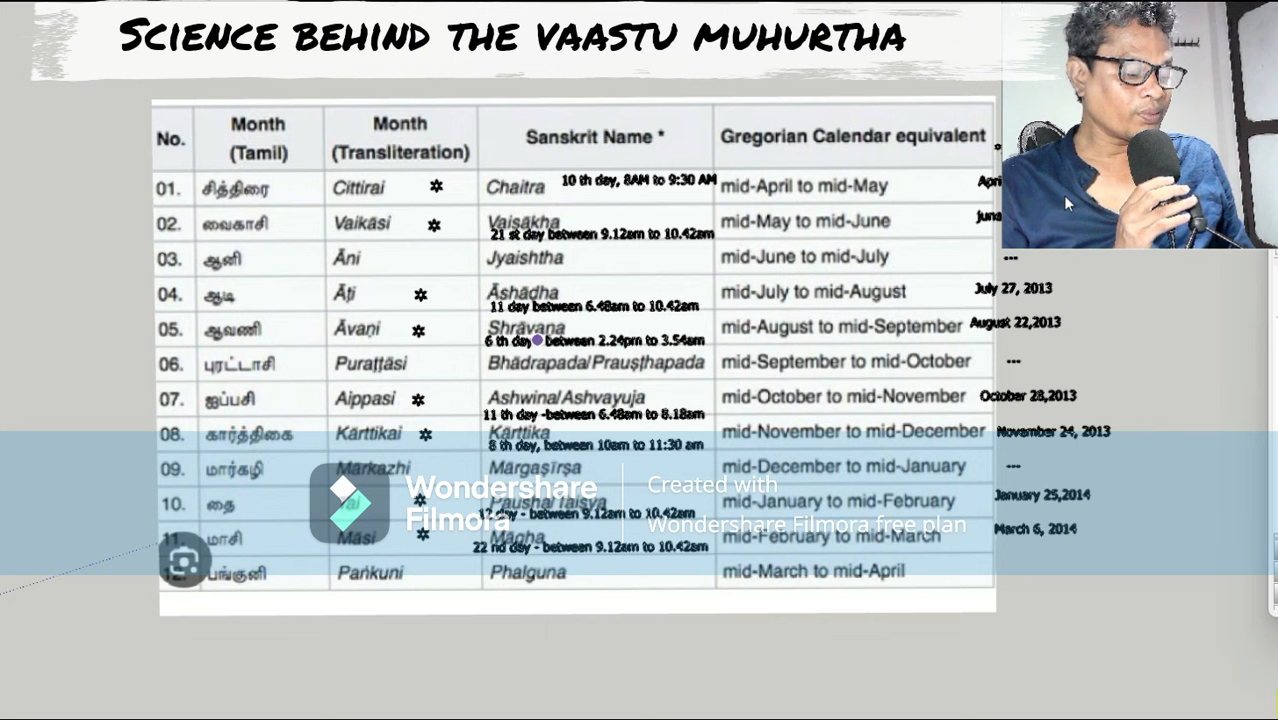 SCIENCE BEHIND THE VAASTU MUHURTHA
No. Month (Tamil) Month (Transliteration) Sanskrit Name * Gregorian Calendar equivalent
01. சித்திரை Cittirai * Chaitra 10 th day, 8AM to 9:30 AM mid-April to mid-May
02. வைகாசி Vaikāsi * Vaisākha mid-May to mid-June
21 st day between 9.12am to 10.42am
03. ஆனி Āni Jyaishtha mid-June to mid-July ---
04. ஆடி Āṭi * Āshādha mid-July to mid-August July 27, 2013
11 day between 6.48am to 10.42am
05. ஆவணி Āvaṇi * Shrāvana mid-August to mid-September August 22,2013
6 th day between 2.24pm to 3.54am
06. புரட்டாசி Puraṭṭāsi Bhādrapada/Prauṣṭhapada mid-September to mid-October ---
07. ஐப்பசி Aippasi * Ashwina/Ashvayuja mid-October to mid-November October 28,2013
11 th day -between 6.48am to 8.18am
08. கார்த்திகை Kārttikai * Kārttika mid-November to mid-December November 24, 2013
8 th day, between 10am to 11:30 am
09. மார்கழி Mārkazhi Mārgaṣīrṣa mid-December to mid-January ---
10. தை Tai * Pausha/Taiṣya mid-January to mid-February January 25,2014
12 day - between 9.12am to 10.42am
11. மாசி Māsi * Māgha mid-February to mid-March March 6, 2014
22 nd day - between 9.12am to 10.42am
12. பங்குனி Paṅkuni Phalguna mid-March to mid-April
Wondershare Filmora
Created with
Wondershare Filmora free plan